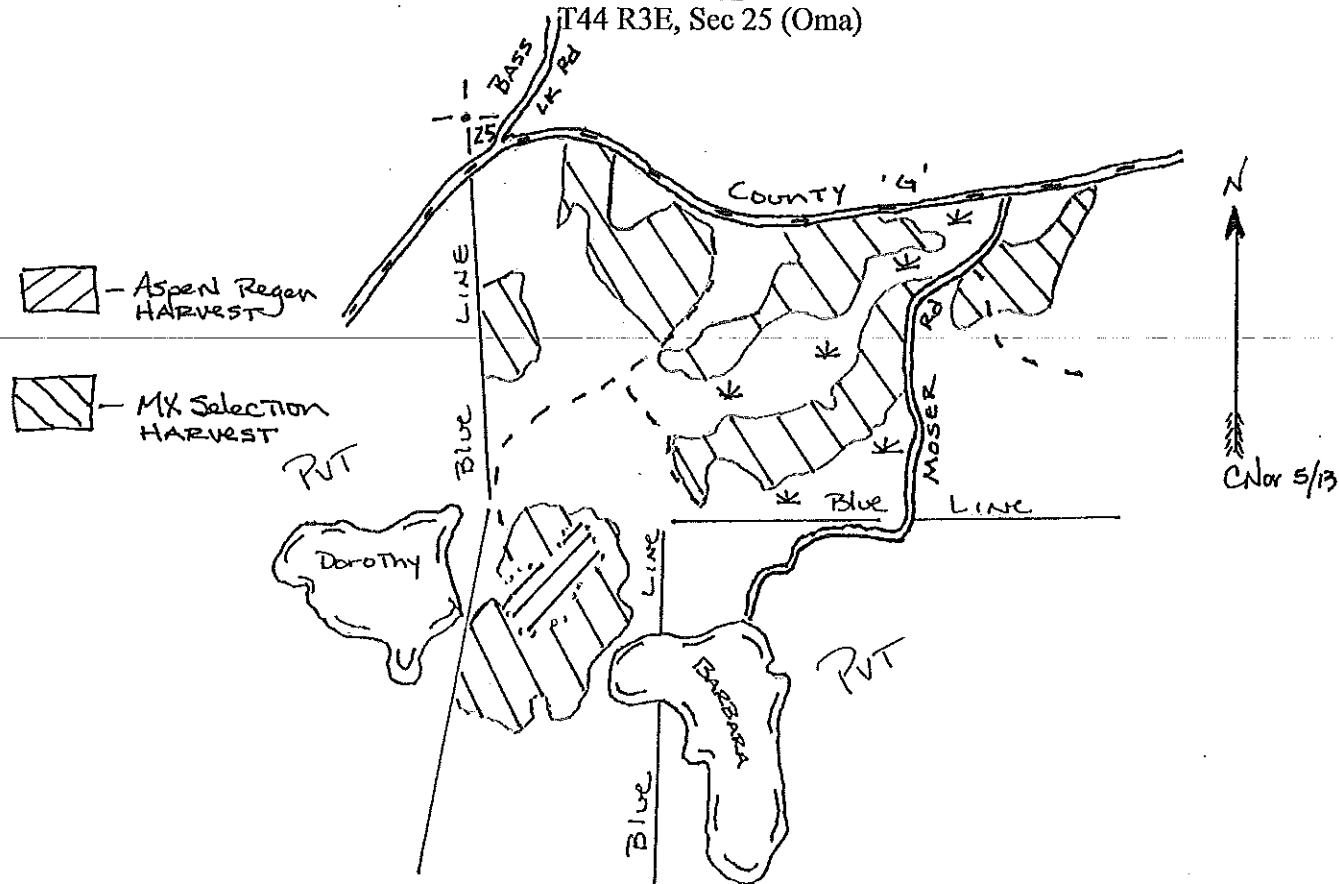 T44 R3E, Sec 25 (Oma)
BASS
LK Rd
25
COUNTY 'G'
N
- Aspen Regen
HARVEST
LINE
Rd
- MX Selection
HARVEST
Blue
MOSER
PVT
CNor 5/13
Blue LINE
Dorothy
LINE
PVT
BARBARA
Blue